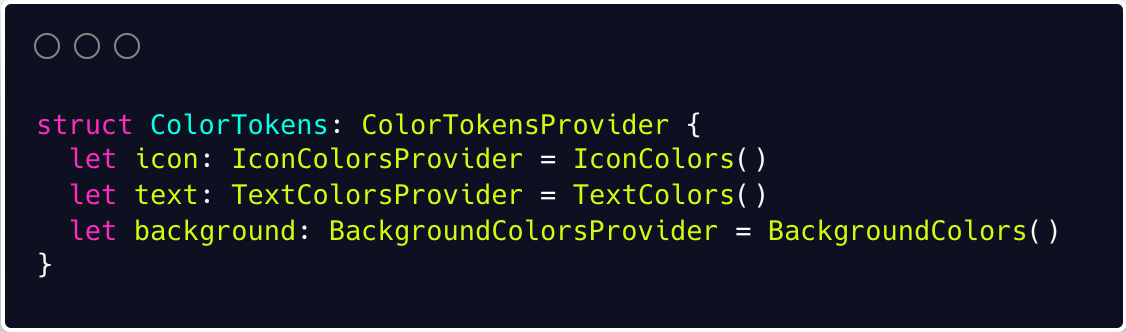 struct ColorTokens: ColorTokensProvider {
  let icon: IconColorsProvider = IconColors()
  let text: TextColorsProvider = TextColors()
  let background: BackgroundColorsProvider = BackgroundColors()
}